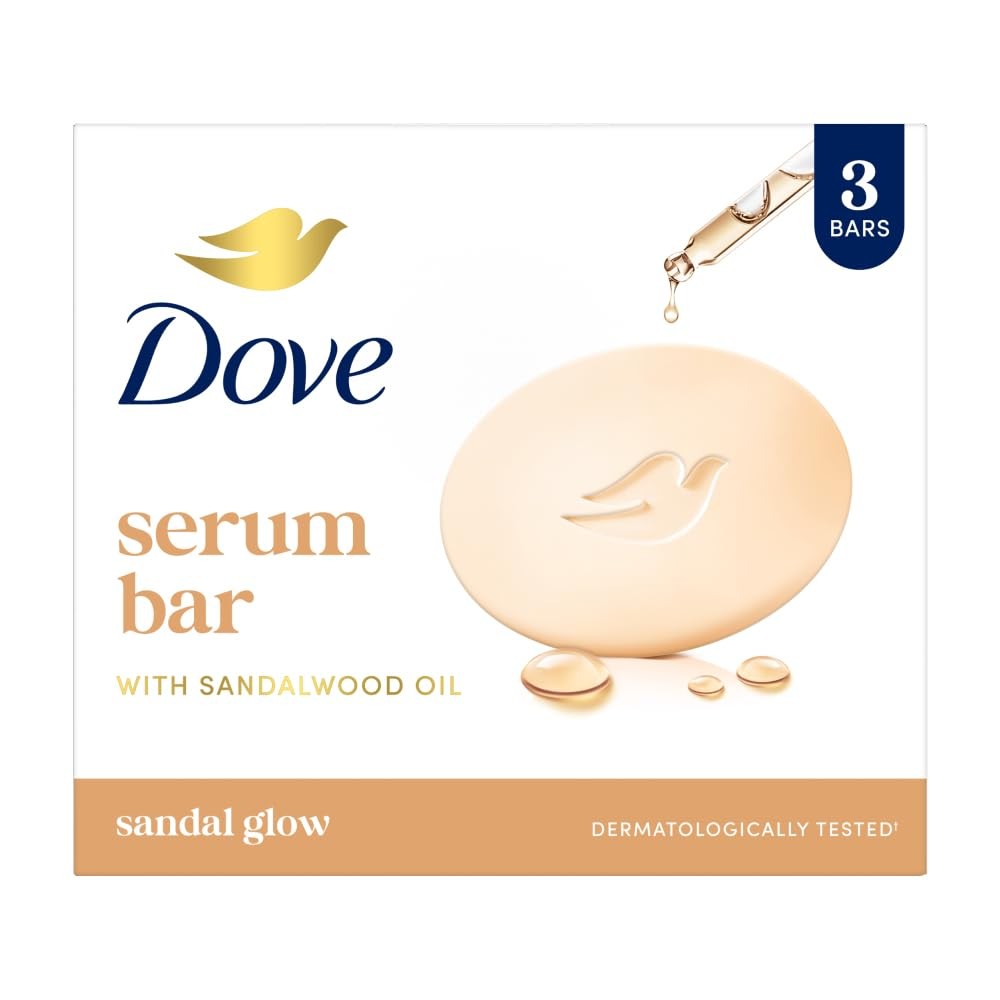 3
BARS
Dove
serum
bar
WITH SANDALWOOD OIL
sandal glow
DERMATOLOGICALLY TESTED†